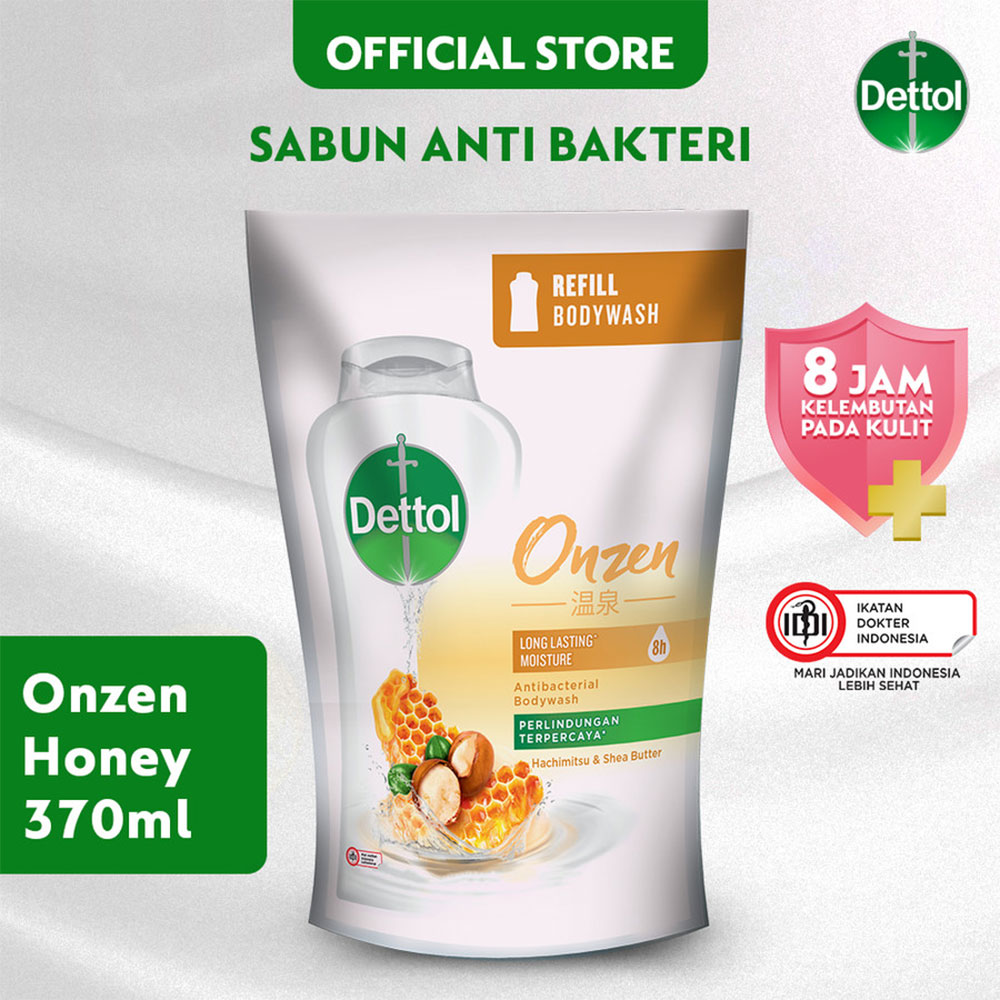 OFFICIAL STORE
Dettol
SABUN ANTI BAKTERI
REFILL
BODYWASH
8 JAM
KELEMBUTAN
PADA KULIT
Dettol
Onzen
温泉
LONG LASTING*
MOISTURE
8h
Antibacterial
Bodywash
PERLINDUNGAN
TERPERCAYA*
Hachimitsu & Shea Butter
IDI
IKATAN
DOKTER
INDONESIA
MARI JADIKAN INDONESIA
LEBIH SEHAT
Onzen
Honey
370ml